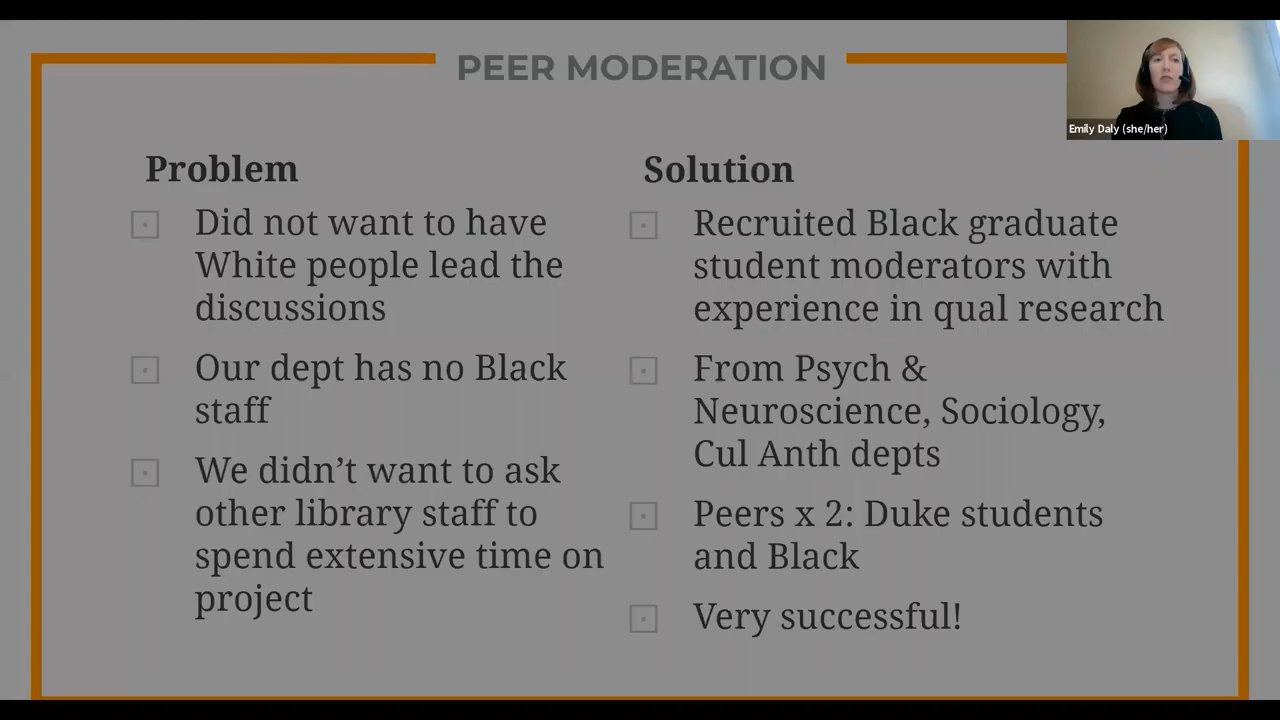 PEER MODERATION
Emily Daly (she/her)
Problem
Did not want to have
White people lead the
discussions
Our dept has no Black
staff
We didn’t want to ask
other library staff to
spend extensive time on
project
Solution
Recruited Black graduate
student moderators with
experience in qual research
From Psych &
Neuroscience, Sociology,
Cul Anth depts
Peers x 2: Duke students
and Black
Very successful!